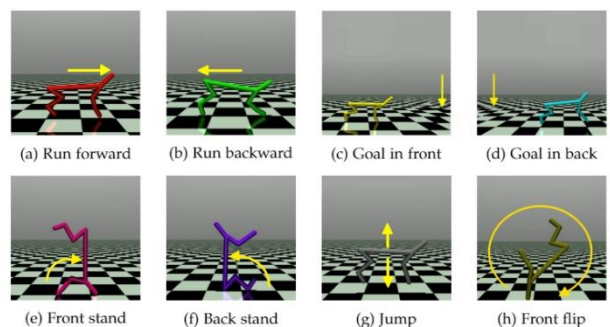 (a) Run forward
(b) Run backward
(c) Goal in front
(d) Goal in back
(e) Front stand
(f) Back stand
(g) Jump
(h) Front flip